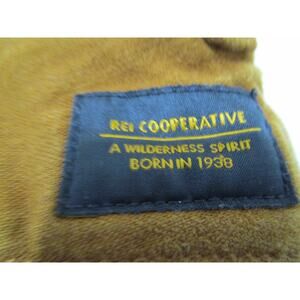 REI COOPERATIVE
A WILDERNESS SPIRIT
BORN IN 1938